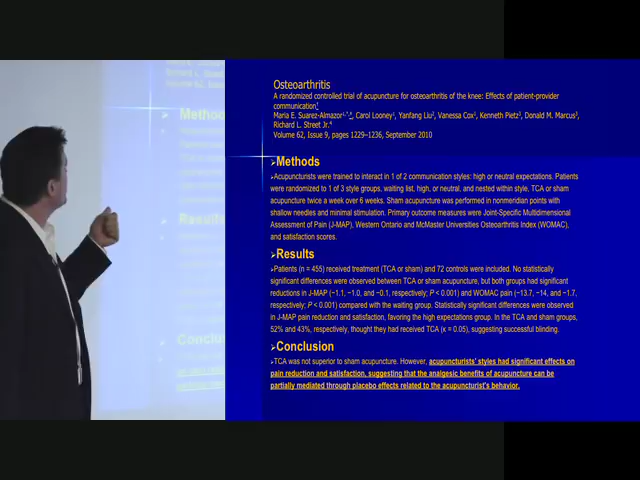 Osteoarthritis
A randomized controlled trial of acupuncture for osteoarthritis of the knee: Effects of patient-provider
communication†
Maria E. Suarez-Almazor1,*,‡, Carol Looney1, Yanfang Liu2, Vanessa Cox1, Kenneth Pietz3, Donald M. Marcus3,
Richard L. Street Jr.4
Volume 62, Issue 9, pages 1229–1236, September 2010
Methods
Acupuncturists were trained to interact in 1 of 2 communication styles: high or neutral expectations. Patients
were randomized to 1 of 3 style groups, waiting list, high, or neutral, and nested within style, TCA or sham
acupuncture twice a week over 6 weeks. Sham acupuncture was performed in nonmeridian points with
shallow needles and minimal stimulation. Primary outcome measures were Joint-Specific Multidimensional
Assessment of Pain (J-MAP), Western Ontario and McMaster Universities Osteoarthritis Index (WOMAC),
and satisfaction scores.
Results
Patients (n = 455) received treatment (TCA or sham) and 72 controls were included. No statistically
significant differences were observed between TCA or sham acupuncture, but both groups had significant
reductions in J-MAP (−1.1, −1.0, and −0.1, respectively; P < 0.001) and WOMAC pain (−13.7, −14, and −1.7,
respectively; P < 0.001) compared with the waiting group. Statistically significant differences were observed
in J-MAP pain reduction and satisfaction, favoring the high expectations group. In the TCA and sham groups,
52% and 43%, respectively, thought they had received TCA (κ = 0.05), suggesting successful blinding.
Conclusion
TCA was not superior to sham acupuncture. However, acupuncturists' styles had significant effects on
pain reduction and satisfaction, suggesting that the analgesic benefits of acupuncture can be
partially mediated through placebo effects related to the acupuncturist's behavior.
Method
Results
Conclu